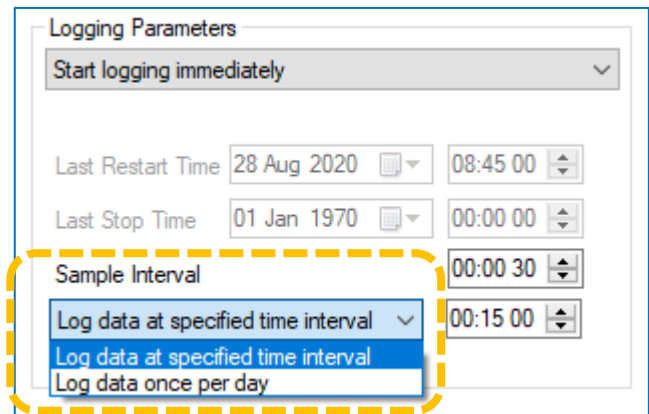 Logging Parameters
Start logging immediately
Last Restart Time 28 Aug 2020 08:45 00
Last Stop Time 01 Jan 1970 00:00 00
Sample Interval 00:00 30
Log data at specified time interval 00:15 00
Log data at specified time interval
Log data once per day